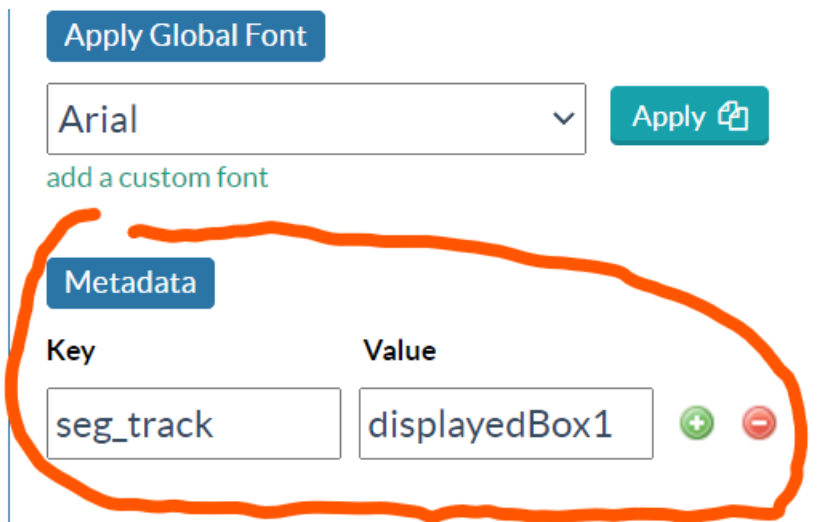 Apply Global Font
Arial Apply
add a custom font
Metadata
Key Value
seg_track displayedBox1